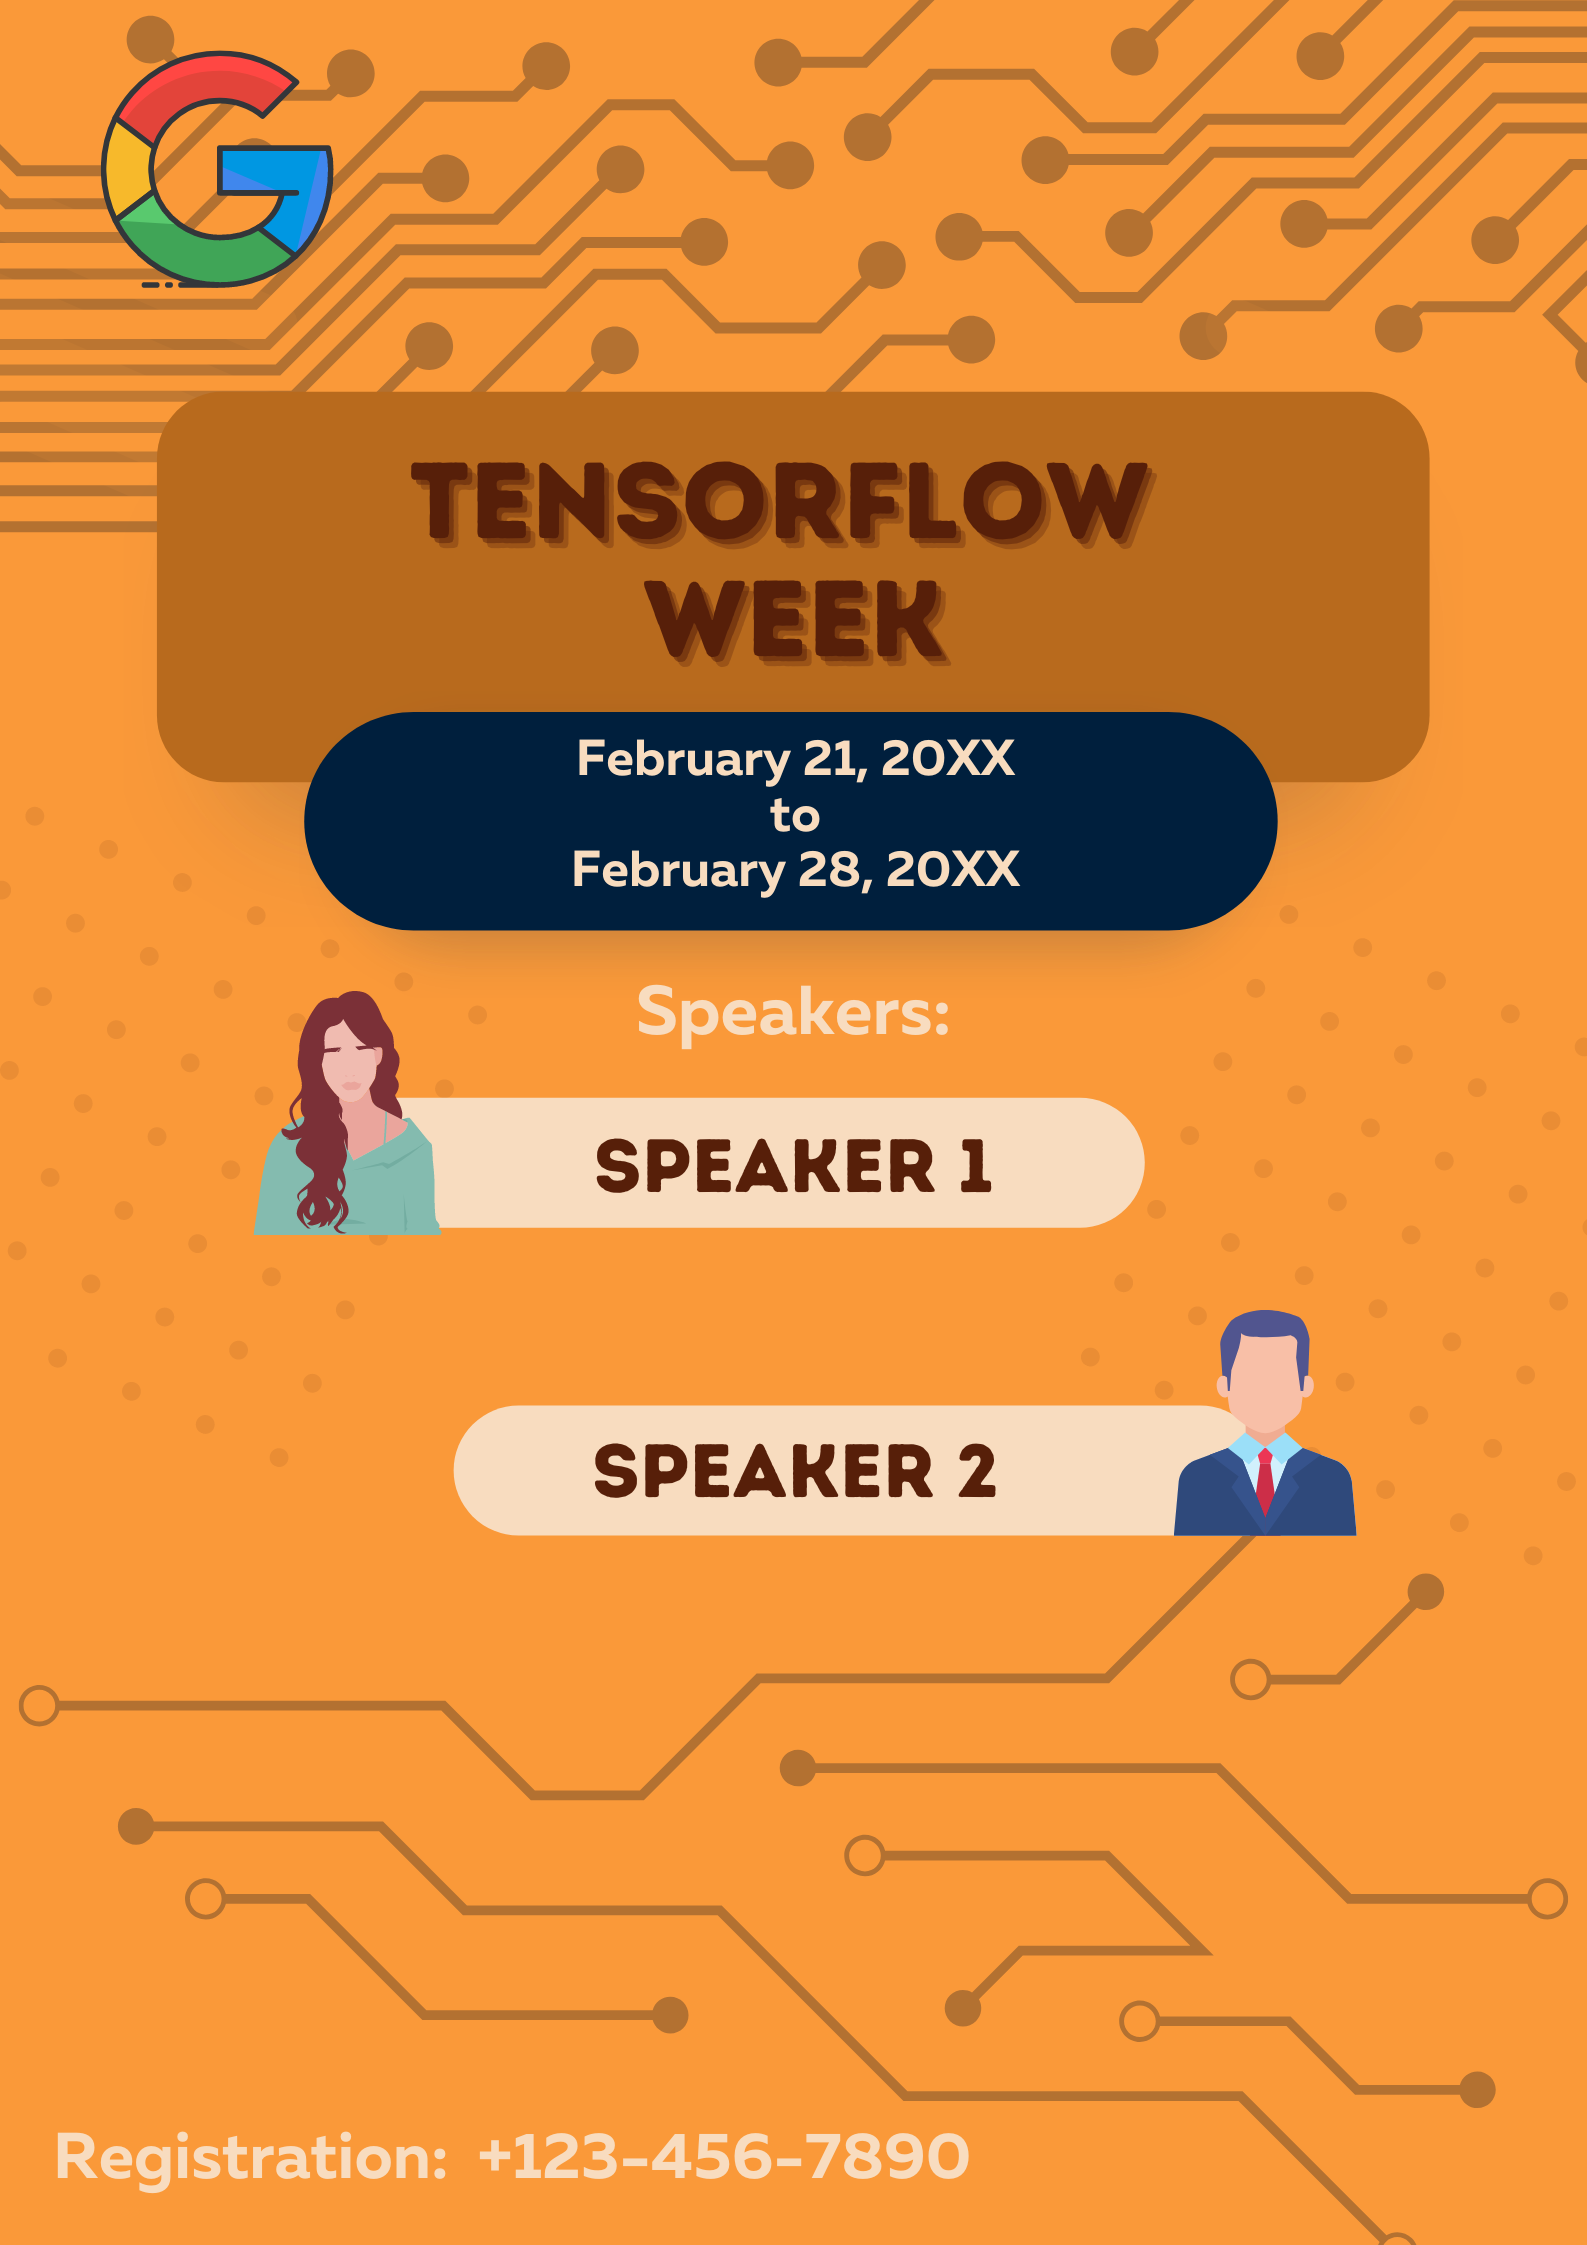 TENSORFLOW
WEEK
February 21, 20XX
to
February 28, 20XX
Speakers:
SPEAKER 1
SPEAKER 2
Registration: +123-456-7890